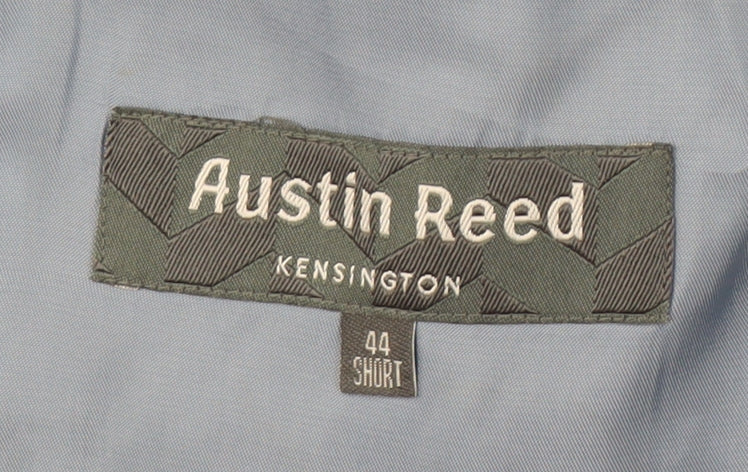 Austin Reed
KENSINGTON
44
SHORT